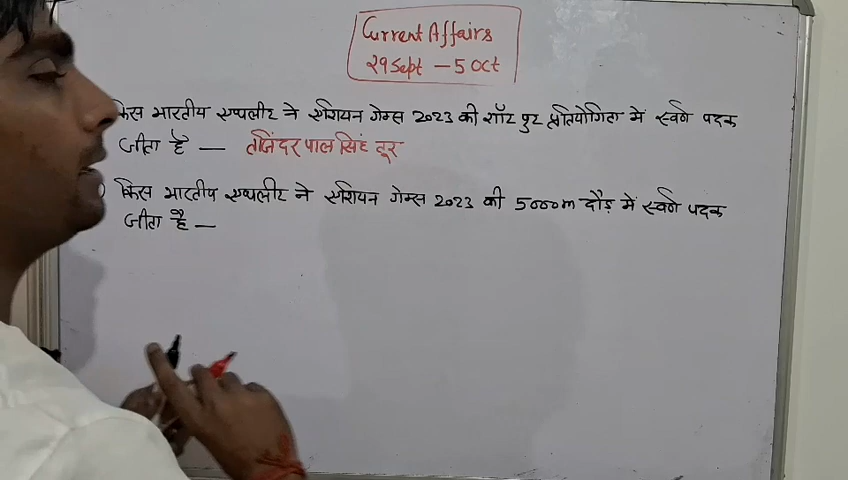 Current Affairs
29 Sept – 5 Oct
किस भारतीय एथलीट ने एशियन गेम्स 2023 की शॉट पुट प्रतियोगिता में स्वर्ण पदक
जीता है – तजिंदर पाल सिंह तूर
किस भारतीय एथलीट ने एशियन गेम्स 2023 की 5000m दौड़ में स्वर्ण पदक
जीता है –